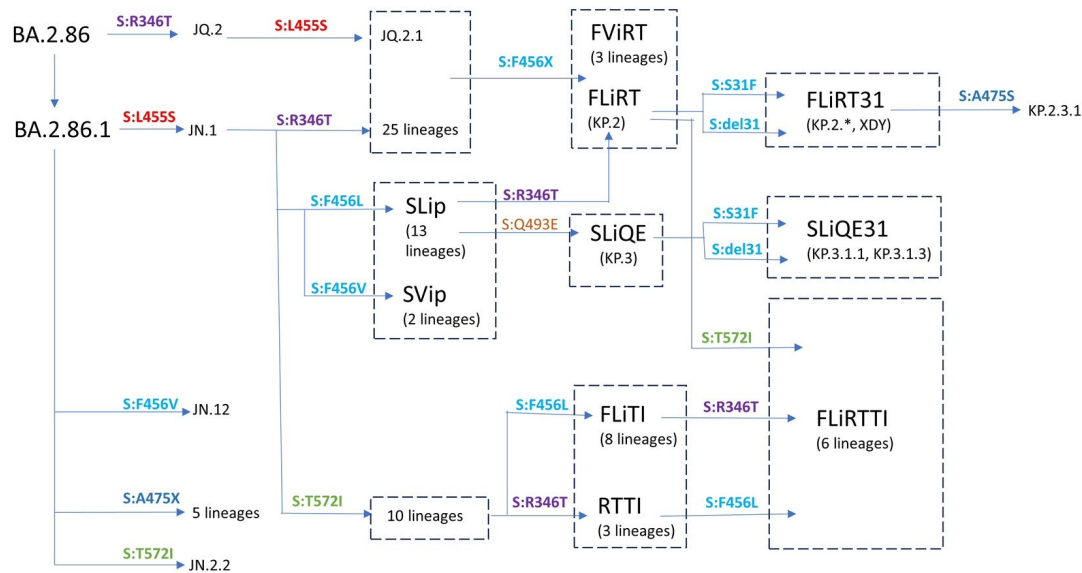 BA.2.86
S:R346T
JQ.2
S:L455S
JQ.2.1
25 lineages
S:F456X
FViRT
(3 lineages)
FLiRT
(KP.2)
S:S31F
S:del31
FLiRT31
(KP.2.*, XDY)
S:A475S
KP.2.3.1
BA.2.86.1
S:L455S
JN.1
S:R346T
S:F456L
SLip
(13
lineages)
S:R346T
S:Q493E
SLiQE
(KP.3)
S:S31F
S:del31
SLiQE31
(KP.3.1.1, KP.3.1.3)
S:F456V
SVip
(2 lineages)
S:T572I
S:F456V
JN.12
S:F456L
FLiTI
(8 lineages)
S:R346T
FLiRTTI
(6 lineages)
S:A475X
5 lineages
S:T572I
10 lineages
S:R346T
RTTI
(3 lineages)
S:F456L
S:T572I
JN.2.2